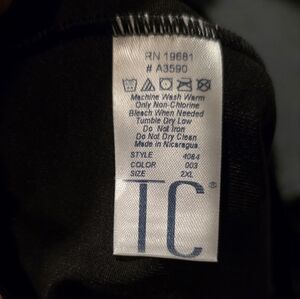 RN 19681
# A3590
Machine Wash Warm
Only Non-Chlorine
Bleach When Needed
Tumble Dry Low
Do Not Iron
Do Not Dry Clean
Made in Nicaragua
STYLE 4084
COLOR 003
SIZE 2XL
TC®